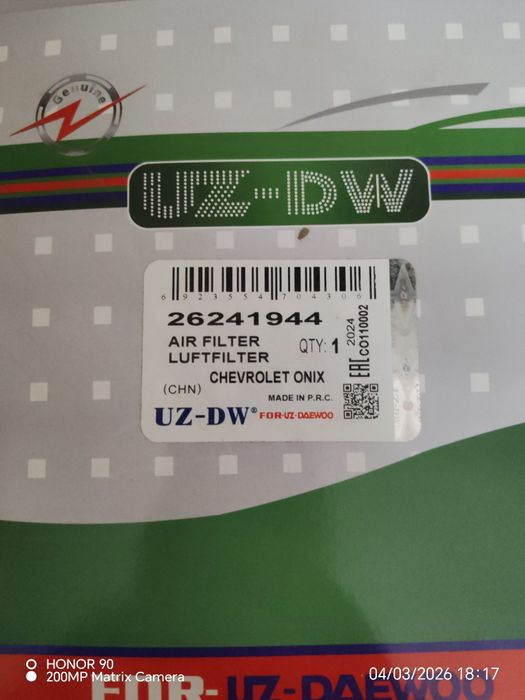 Genuine
UZ-DW
6 923554 704306
26241944
AIR FILTER
LUFTFILTER
QTY: 1
2024
EAC CO110002
CHEVROLET ONIX
(CHN)
MADE IN P.R.C.
UZ-DW® FOR-UZ-DAEWOO
FOR-UZ-DAEWOO
HONOR 90
200MP Matrix Camera
04/03/2026 18:17